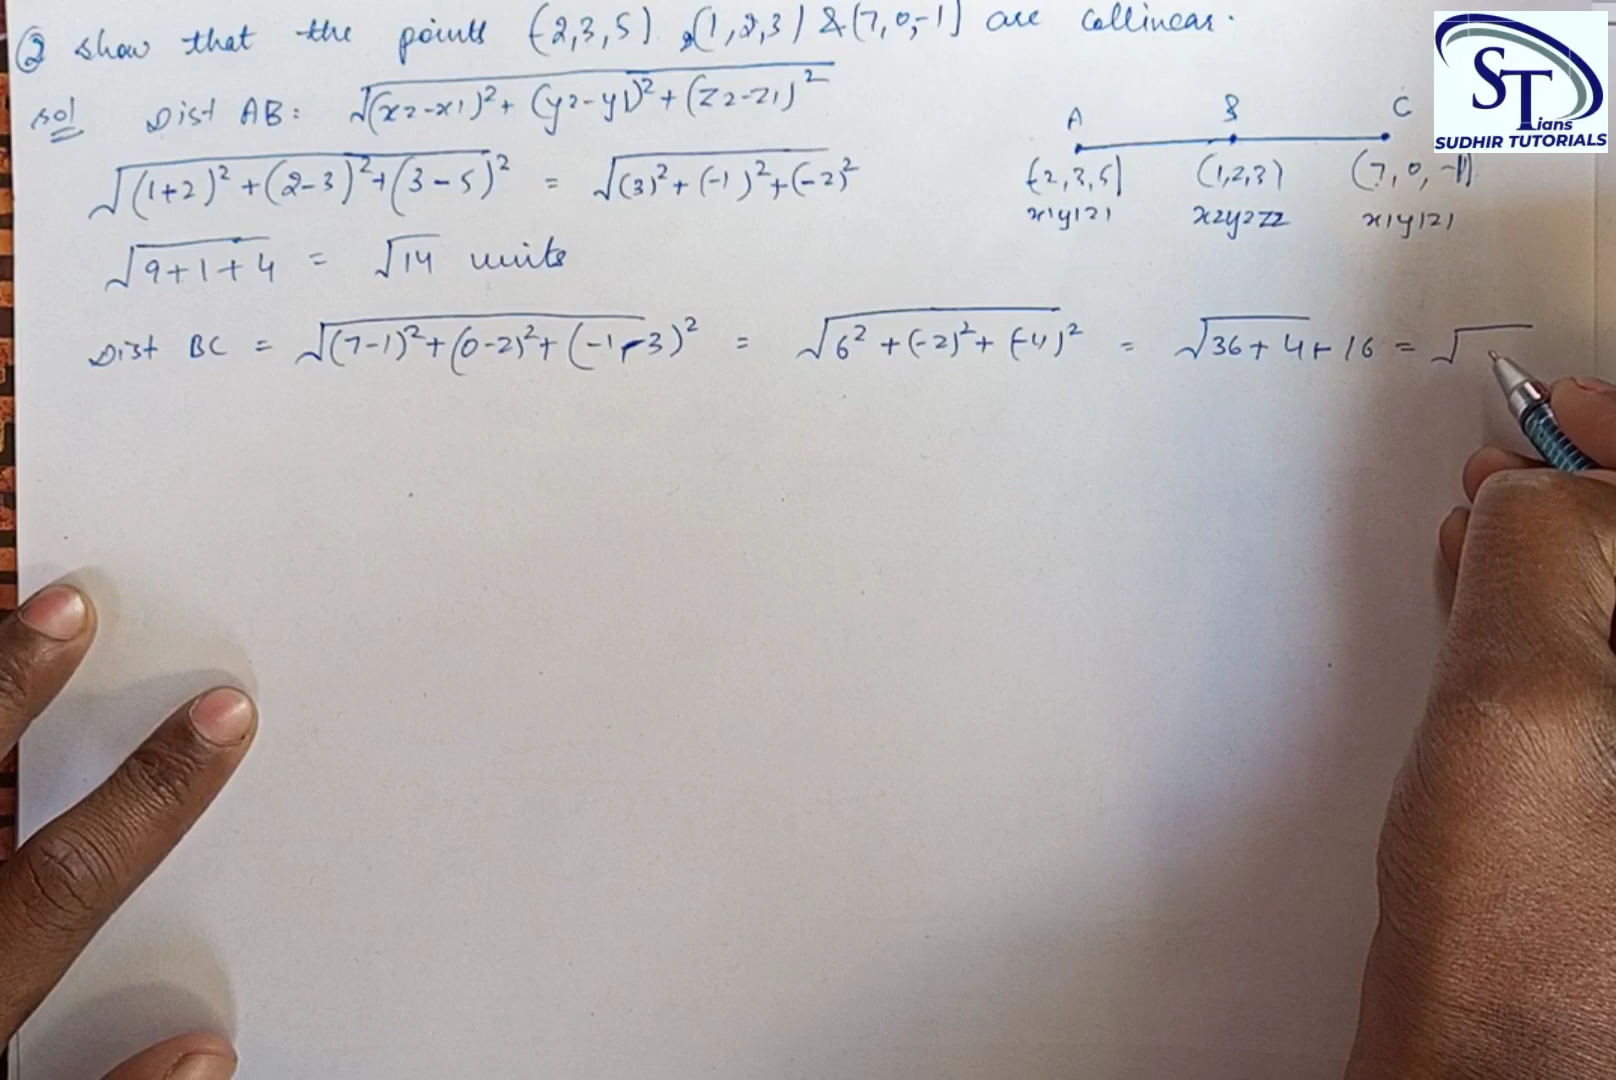 Q show that the points (-2,3,5), (1,2,3) & (7,0,-1) are collinear.
sol Dist AB: √(x2-x1)²+(y2-y1)²+(z2-z1)²
√(1+2)²+(2-3)²+(3-5)² = √(3)²+(-1)²+(-2)²
√9+1+4 = √14 units
Dist BC = √(7-1)²+(0-2)²+(-1-3)² = √6²+(-2)²+(-4)² = √36+4+16 = √
A B C
(-2,3,5) (1,2,3) (7,0,-1)
x1y1z1 x2y2z2 x1y1z1
ST
ians
SUDHIR TUTORIALS